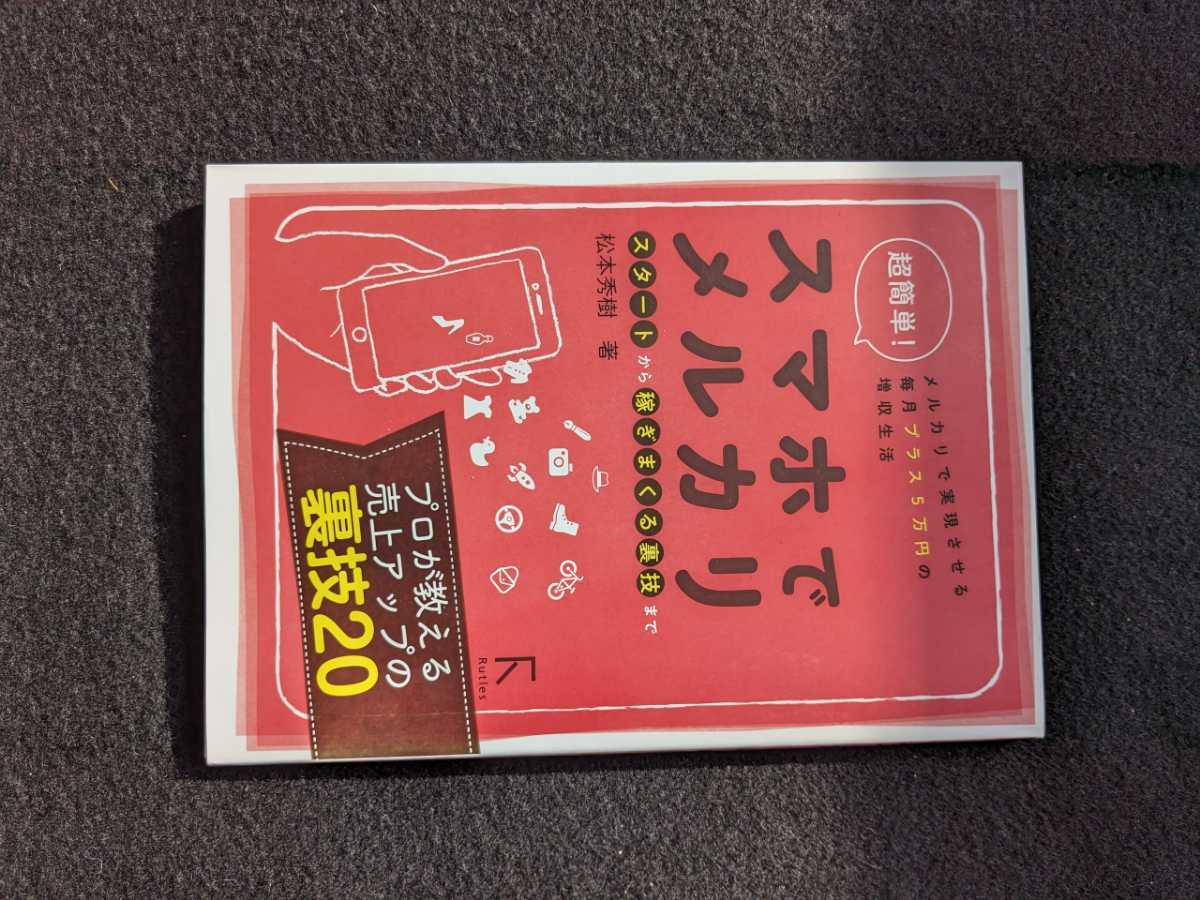 メルカリで実現させる
毎月プラス5万円の
増収生活
超簡単!
スマホで
メルカリ
スタートから稼ぎまくる裏技まで
松本秀樹 著
プロが教える
売上アップの
裏技20
Rutles